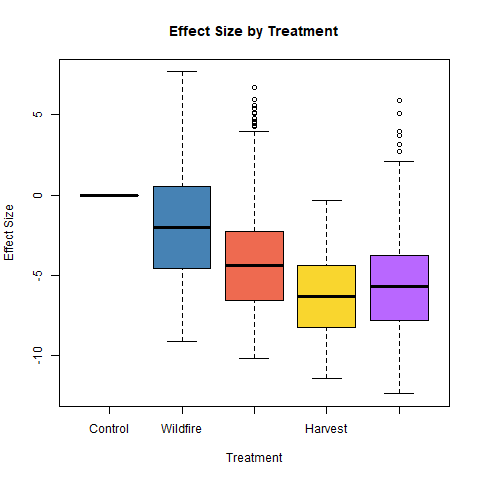 Effect Size by Treatment
5
0
-5
-10
Effect Size
Control Wildfire Harvest
Treatment